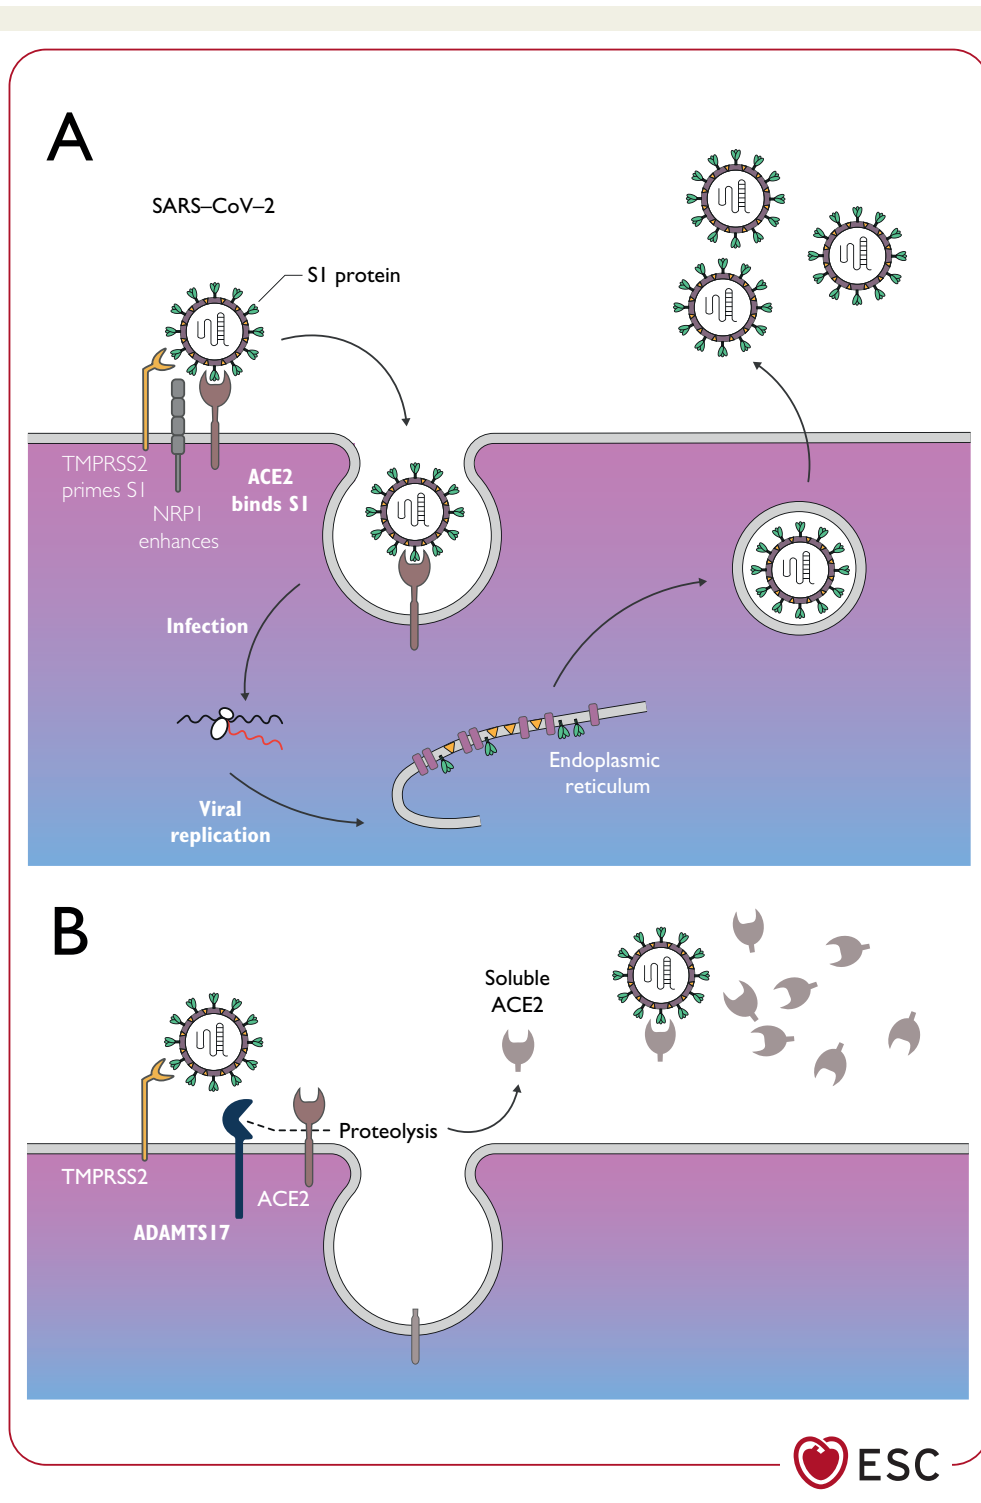 A
SARS–CoV–2
S1 protein
TMPRSS2
primes S1
NRP1
enhances
ACE2
binds S1
Infection
Viral
replication
Endoplasmic
reticulum
B
Soluble
ACE2
Proteolysis
TMPRSS2
ACE2
ADAMTS17
ESC